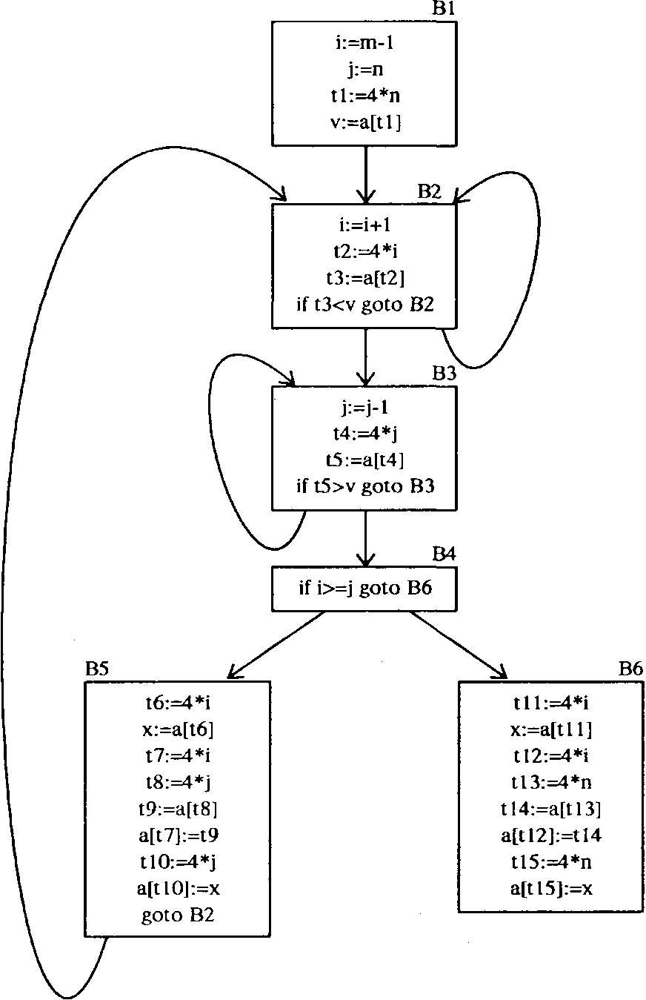 B1
i:=m-1
j:=n
t1:=4*n
v:=a[t1]
B2
i:=i+1
t2:=4*i
t3:=a[t2]
if t3<v goto B2
B3
j:=j-1
t4:=4*j
t5:=a[t4]
if t5>v goto B3
B4
if i>=j goto B6
B5
t6:=4*i
x:=a[t6]
t7:=4*i
t8:=4*j
t9:=a[t8]
a[t7]:=t9
t10:=4*j
a[t10]:=x
goto B2
B6
t11:=4*i
x:=a[t11]
t12:=4*i
t13:=4*n
t14:=a[t13]
a[t12]:=t14
t15:=4*n
a[t15]:=x